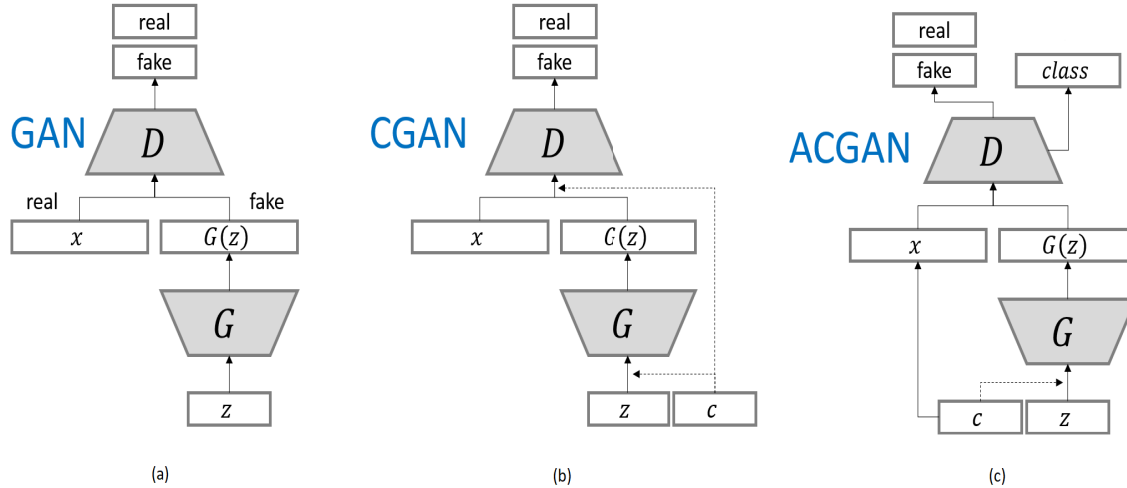 real
fake
GAN
D
real
fake
x
G(z)
G
z
(a)
real
fake
CGAN
D
x
G(z)
G
z
c
(b)
real
fake
class
ACGAN
D
x
G(z)
G
c
z
(c)